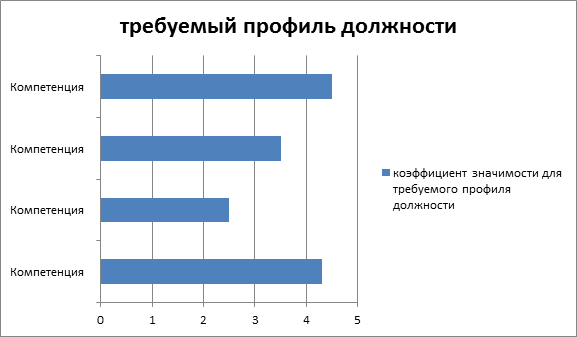 требуемый профиль должности
Компетенция
Компетенция
Компетенция
Компетенция
0 1 2 3 4 5
коэффициент значимости для
требуемого профиля
должности